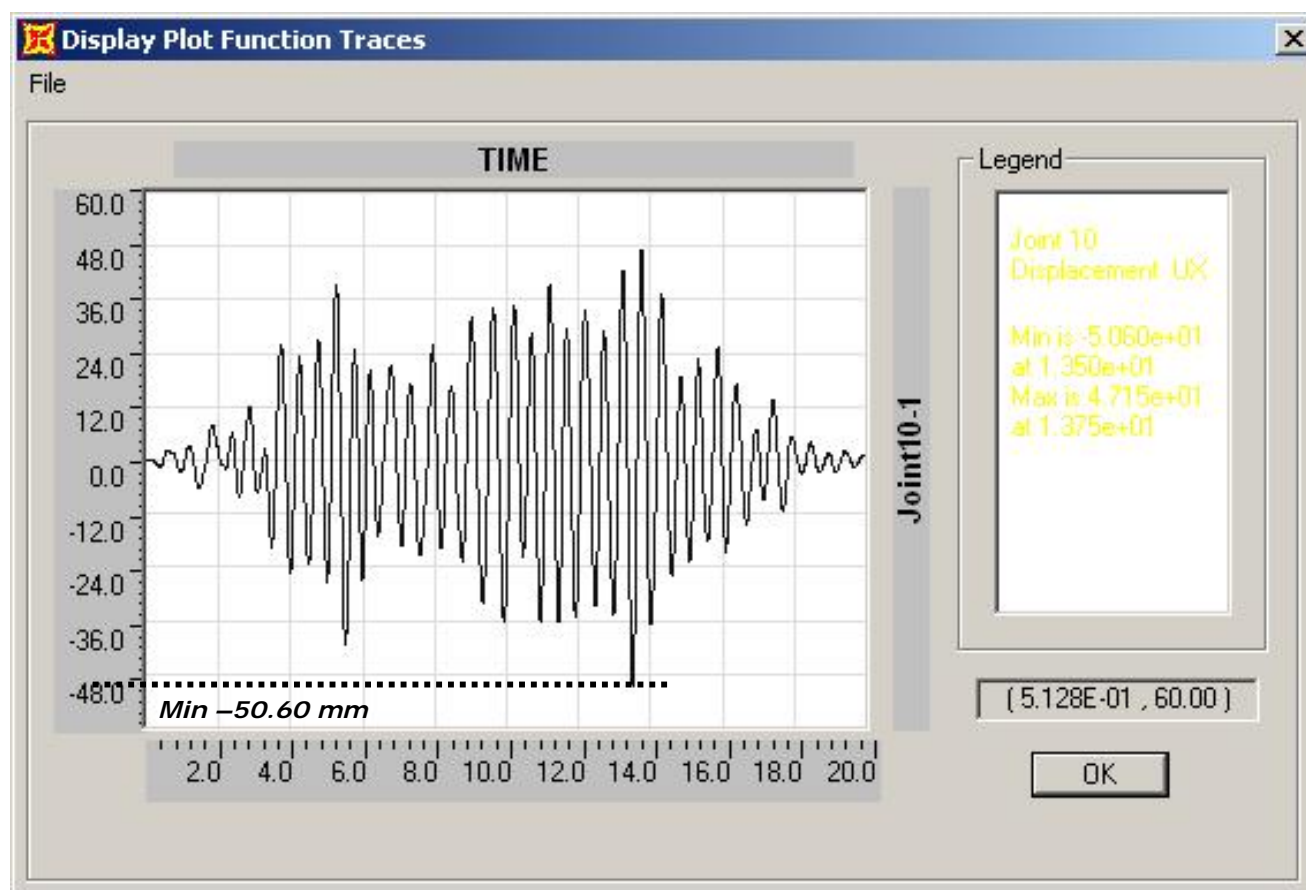 Display Plot Function Traces
File
TIME
60.0
48.0
36.0
24.0
12.0
0.0
-12.0
-24.0
-36.0
-48.0
Min –50.60 mm
2.0 4.0 6.0 8.0 10.0 12.0 14.0 16.0 18.0 20.0
Joint10-1
Legend
Joint 10
Displacement UX
Min is -5.060e+01
at 1.350e+01
Max is 4.715e+01
at 1.375e+01
( 5.128E-01 , 60.00 )
OK